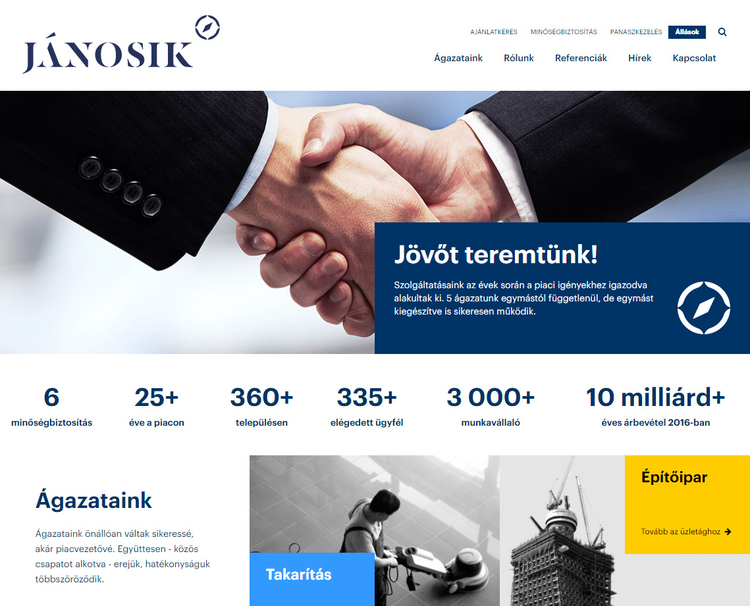 JÁNOSIK
AJÁNLATKÉRÉS MINŐSÉGBIZTOSÍTÁS PANASZKEZELÉS Állások
Ágazataink Rólunk Referenciák Hírek Kapcsolat
Jövőt teremtünk!
Szolgáltatásaink az évek során a piaci igényekhez igazodva
alakultak ki. 5 ágazatunk egymástól függetlenül, de egymást
kiegészítve is sikeresen működik.
6 25+ 360+ 335+ 3 000+ 10 milliárd+
minőségbiztosítás éve a piacon településen elégedett ügyfél munkavállaló éves árbevétel 2016-ban
Ágazataink
Ágazataink önállóan váltak sikeressé,
akár piacvezetővé. Együttesen - közös
csapatot alkotva - erejük, hatékonyságuk
többszöröződik.
Takarítás
Építőipar
Tovább az üzletághoz